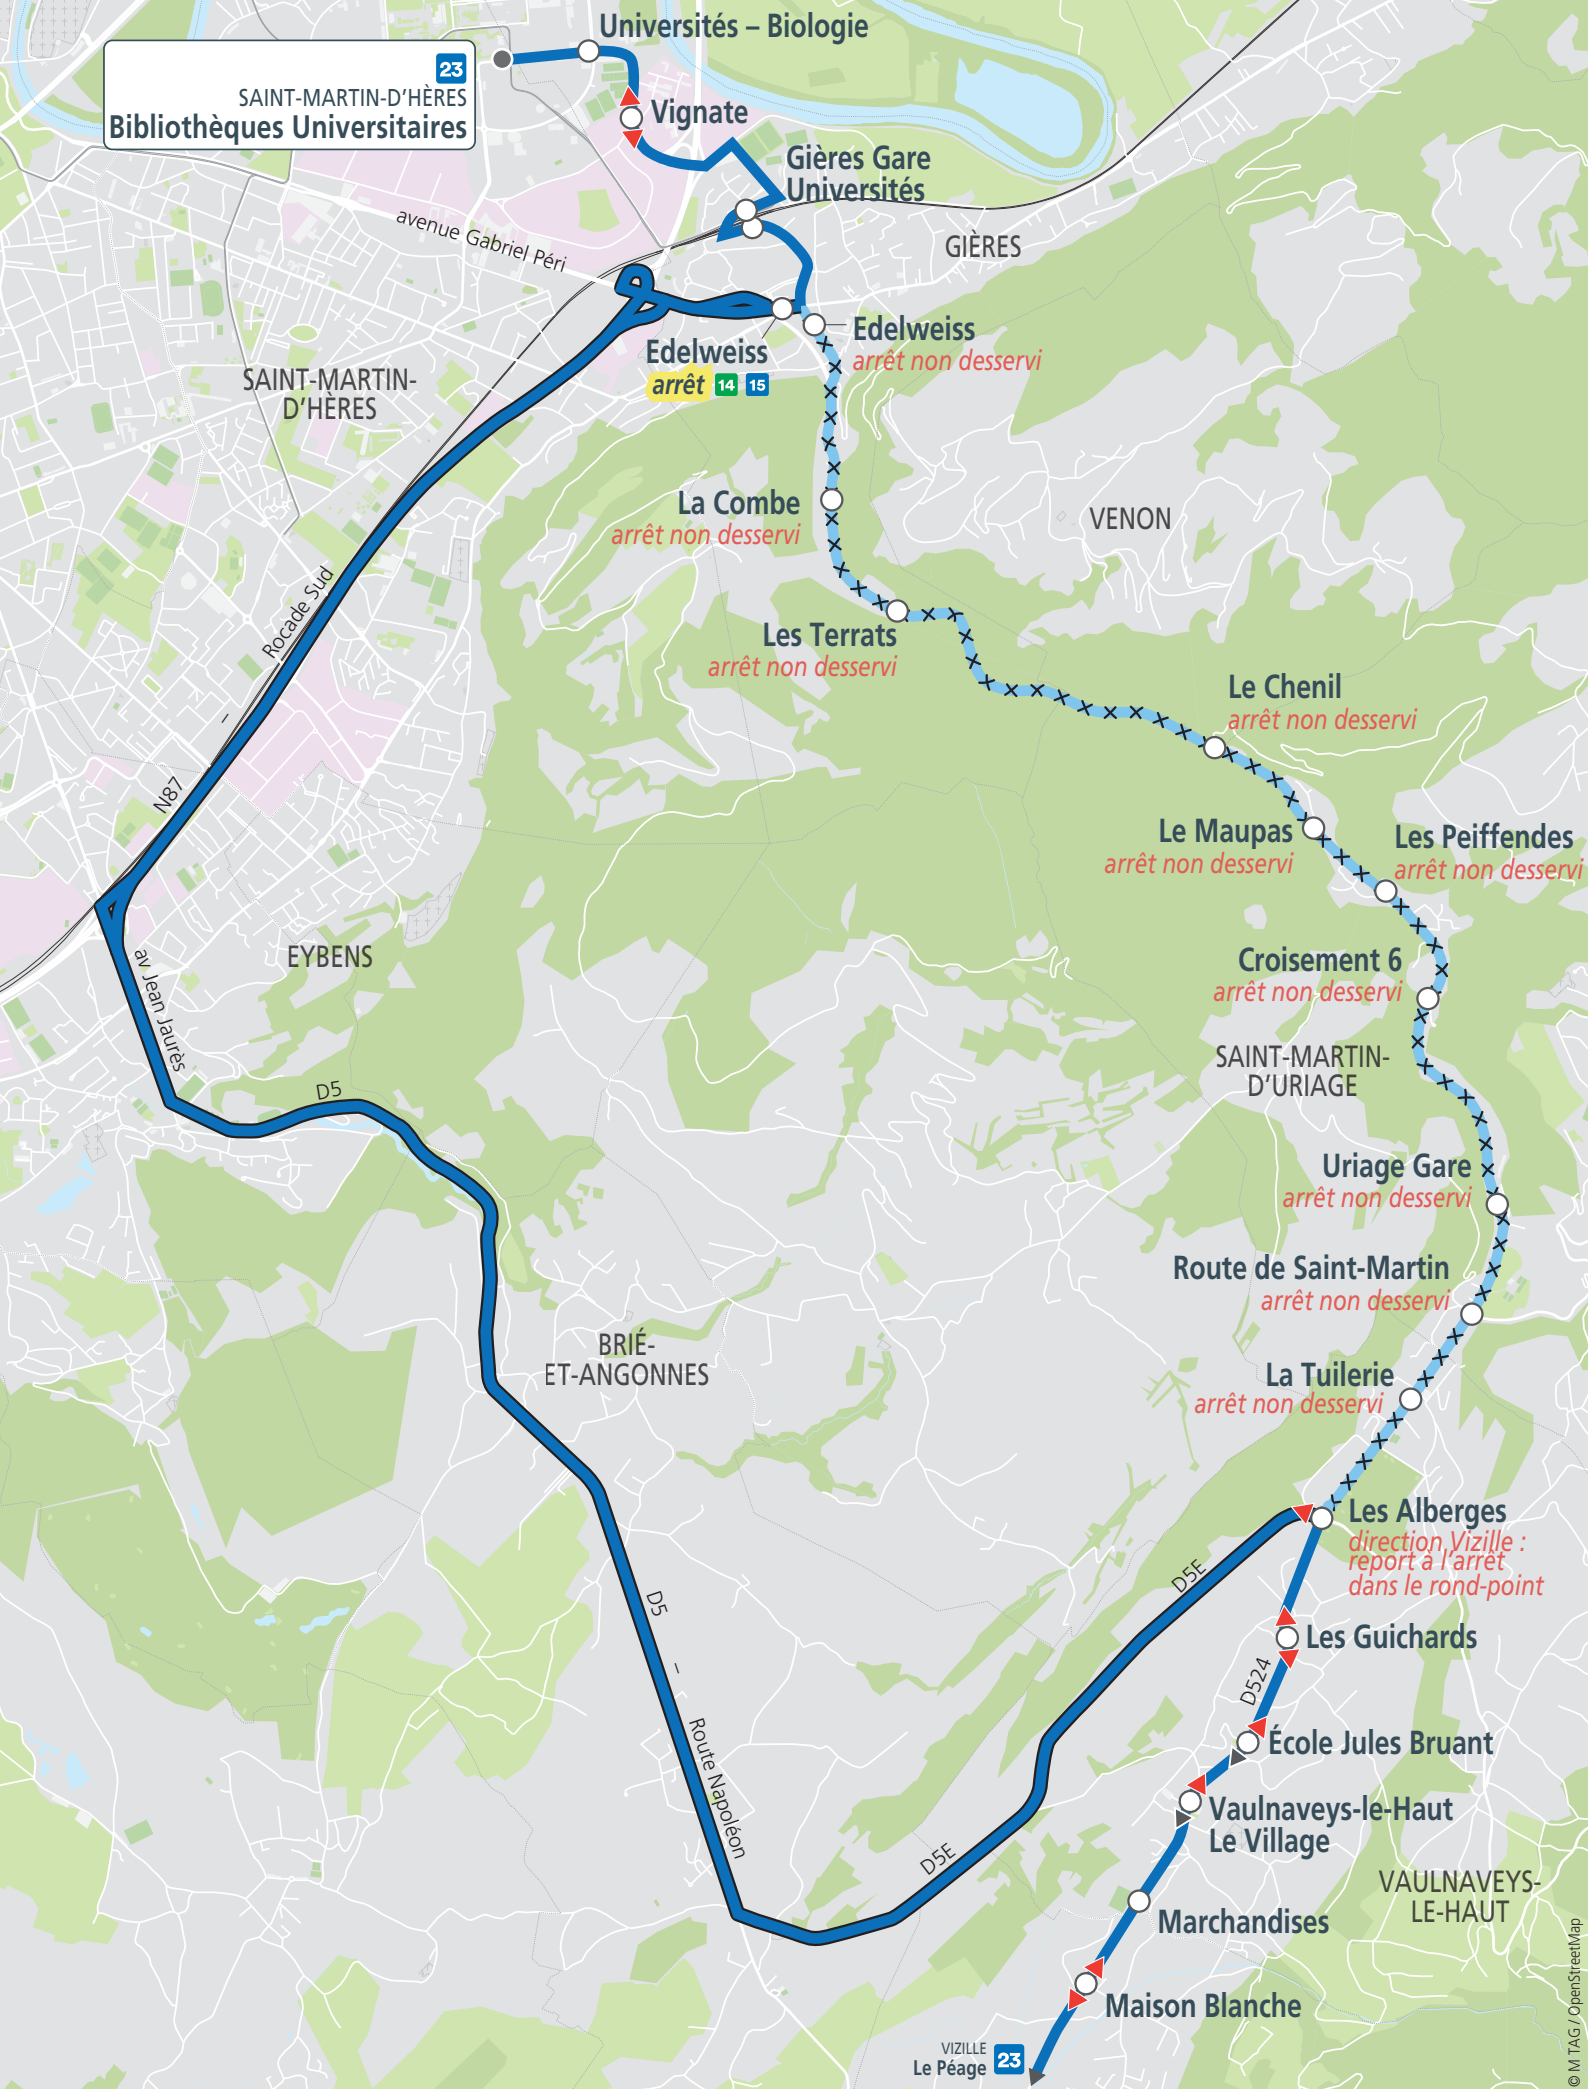 Universités – Biologie
23
SAINT-MARTIN-D'HÈRES
Bibliothèques Universitaires
Vignate
Gières Gare
Universités
avenue Gabriel Péri
GIÈRES
Edelweiss
arrêt non desservi
Edelweiss
arrêt 14 15
SAINT-MARTIN-
D'HÈRES
La Combe
arrêt non desservi
VENON
Rocade Sud
–
N87
Les Terrats
arrêt non desservi
Le Chenil
arrêt non desservi
Le Maupas
arrêt non desservi
Les Peiffendes
arrêt non desservi
EYBENS
av Jean Jaurès
Croisement 6
arrêt non desservi
SAINT-MARTIN-
D'URIAGE
D5
Uriage Gare
arrêt non desservi
Route de Saint-Martin
arrêt non desservi
BRIÉ-
ET-ANGONNES
La Tuilerie
arrêt non desservi
Les Alberges
direction Vizille :
report à l'arrêt
dans le rond-point
D5E
D5
–
Route Napoléon
Les Guichards
D524
École Jules Bruant
Vaulnaveys-le-Haut
Le Village
D5E
VAULNAVEYS-
LE-HAUT
Marchandises
Maison Blanche
VIZILLE
Le Péage 23
© M TAG / OpenStreetMap